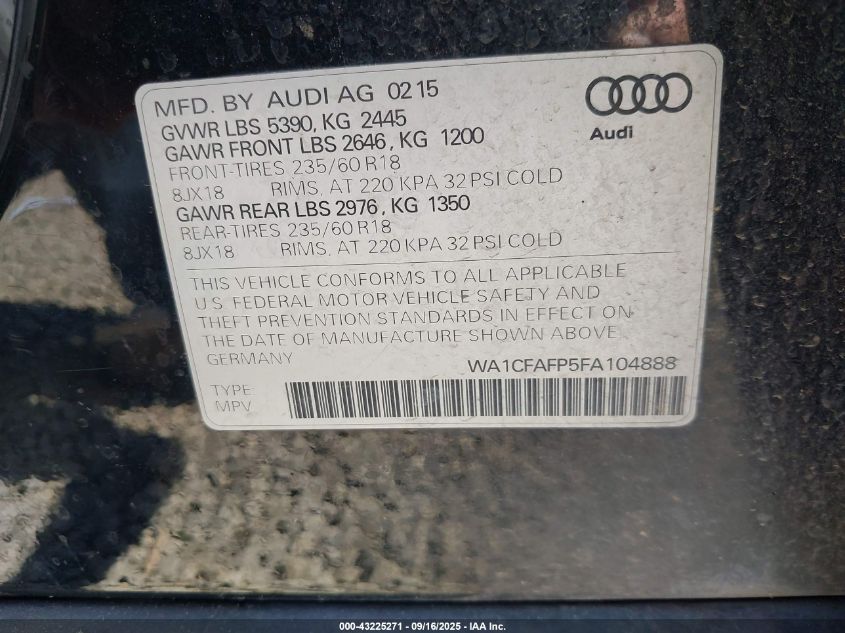 MFD. BY AUDI AG 0215
GVWR LBS 5390, KG 2445
GAWR FRONT LBS 2646, KG 1200
FRONT-TIRES 235/60 R18
8JX18 RIMS, AT 220 KPA 32 PSI COLD
GAWR REAR LBS 2976, KG 1350
REAR-TIRES 235/60 R18
8JX18 RIMS, AT 220 KPA 32 PSI COLD
Audi
THIS VEHICLE CONFORMS TO ALL APPLICABLE
U.S. FEDERAL MOTOR VEHICLE SAFETY AND
THEFT PREVENTION STANDARDS IN EFFECT ON
THE DATE OF MANUFACTURE SHOWN ABOVE.
GERMANY WA1CFAFP5FA104888
TYPE
MPV
000-43225271 - 09/16/2025 - IAA Inc.